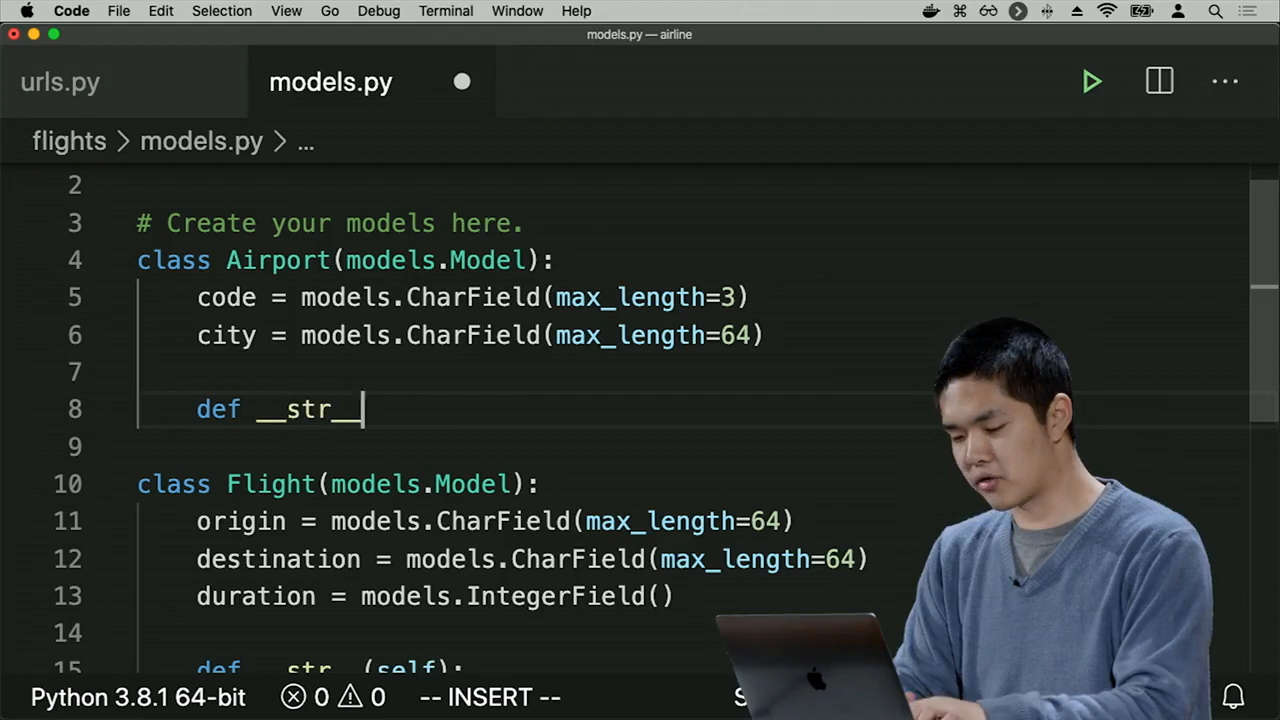 Code File Edit Selection View Go Debug Terminal Window Help
models.py — airline
urls.py models.py
flights > models.py > ...
2
3 # Create your models here.
4 class Airport(models.Model):
5 code = models.CharField(max_length=3)
6 city = models.CharField(max_length=64)
7
8 def __str__
9
10 class Flight(models.Model):
11 origin = models.CharField(max_length=64)
12 destination = models.CharField(max_length=64)
13 duration = models.IntegerField()
14
15 def __str__(self):
Python 3.8.1 64-bit 0 0 -- INSERT --